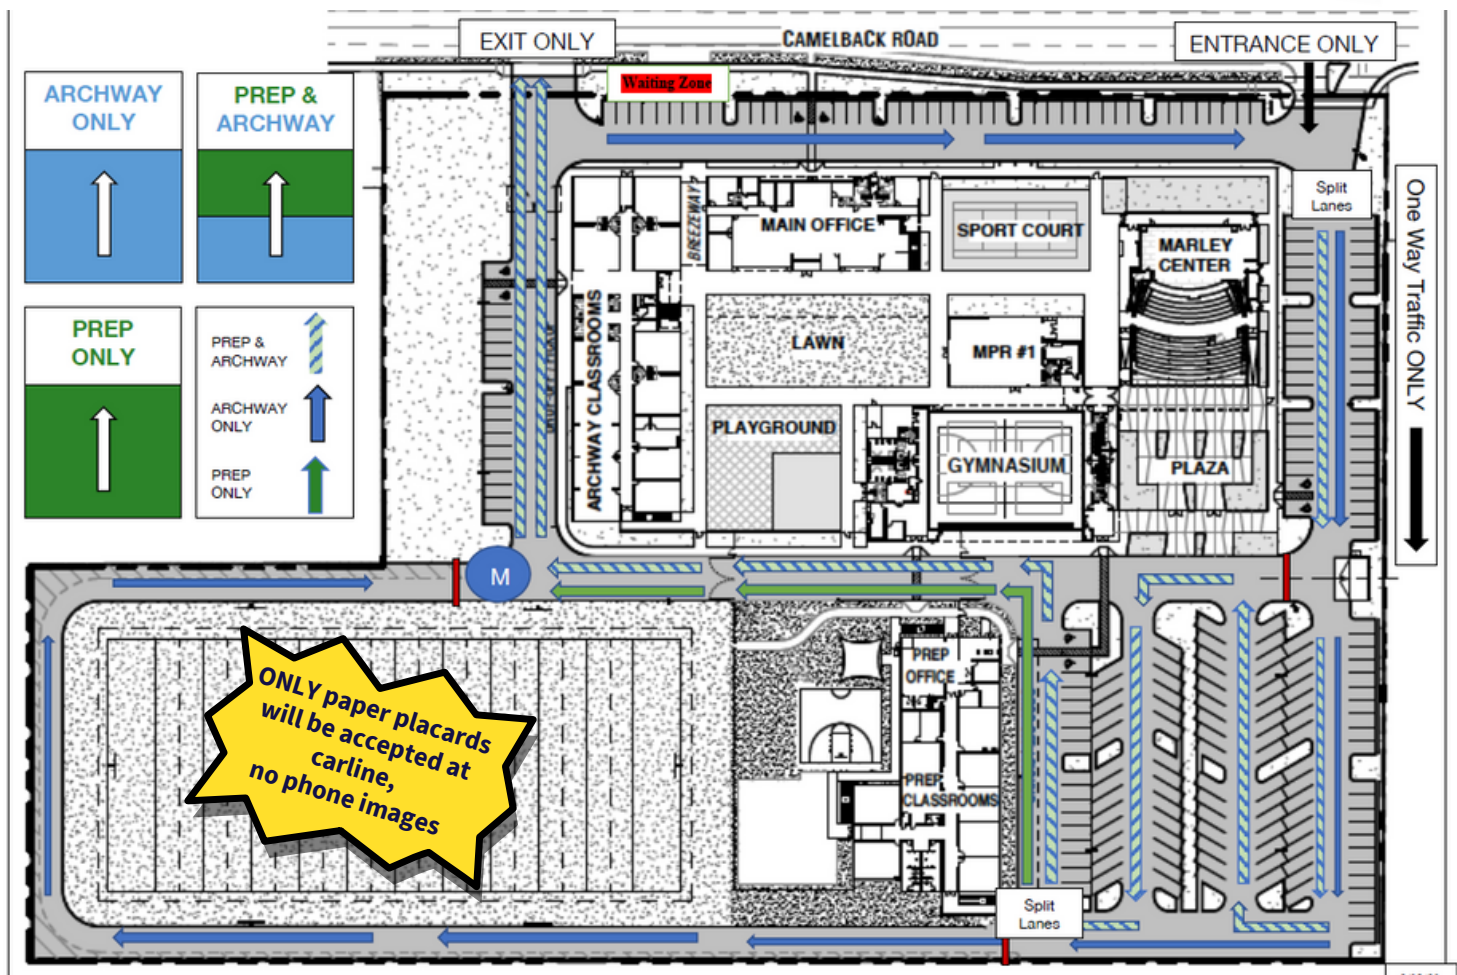 EXIT ONLY
CAMELBACK ROAD
ENTRANCE ONLY
Waiting Zone
ARCHWAY
ONLY
PREP &
ARCHWAY
PREP
ONLY
PREP &
ARCHWAY
ARCHWAY
ONLY
PREP
ONLY
Split
Lanes
One Way Traffic ONLY
BREEZEWAY
MAIN OFFICE
SPORT COURT
MARLEY
CENTER
ARCHWAY CLASSROOMS
LAWN
MPR #1
PLAYGROUND
GYMNASIUM
PLAZA
M
PREP
OFFICE
PREP
CLASSROOMS
ONLY paper placards
will be accepted at
carline,
no phone images
Split
Lanes